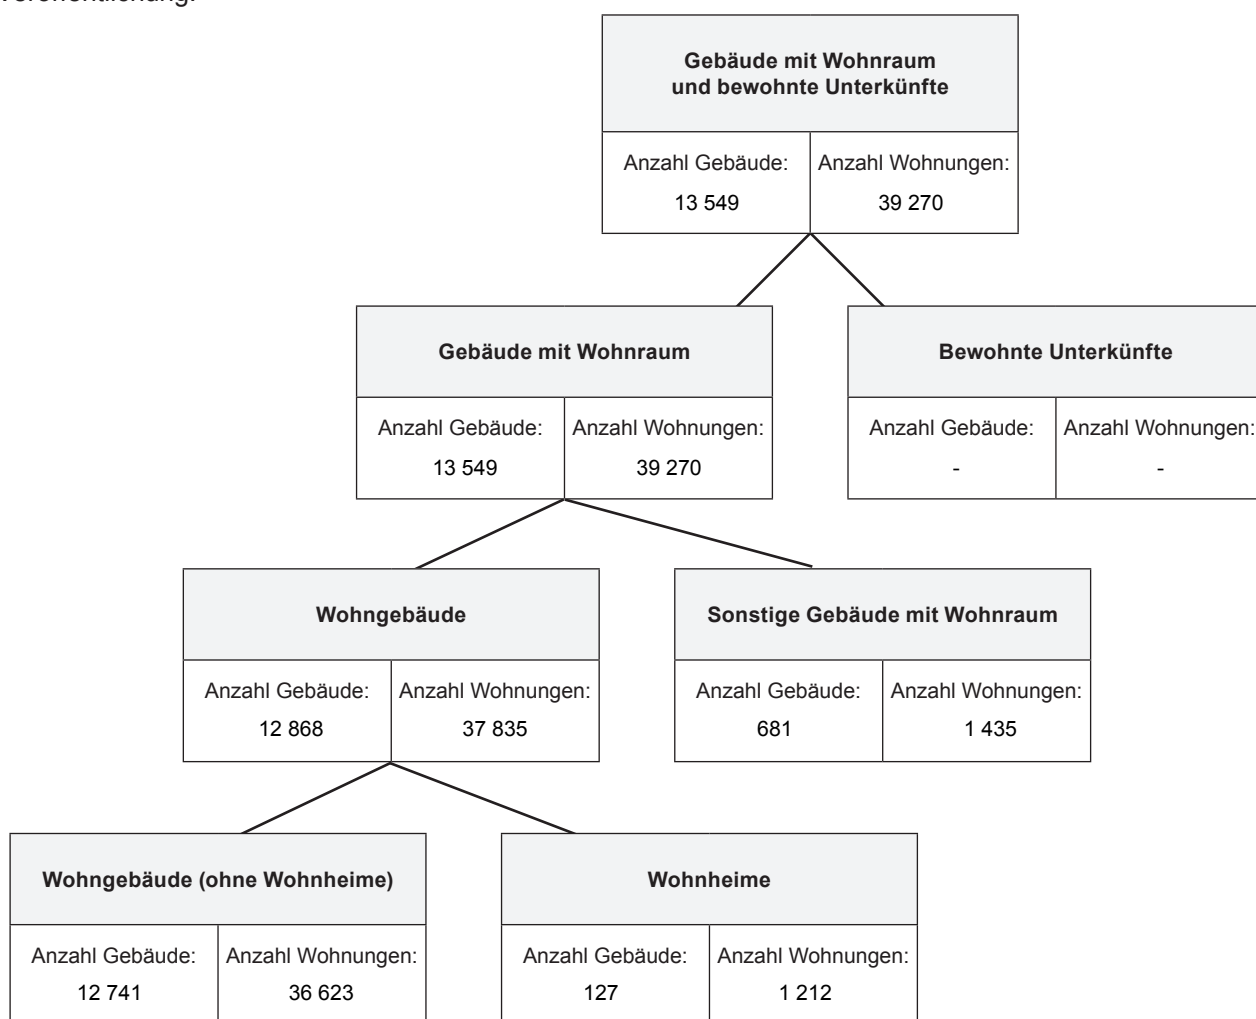 Veröffentlichung.
Gebäude mit Wohnraum
und bewohnte Unterkünfte
Anzahl Gebäude:
13 549
Anzahl Wohnungen:
39 270
Gebäude mit Wohnraum
Anzahl Gebäude:
13 549
Anzahl Wohnungen:
39 270
Bewohnte Unterkünfte
Anzahl Gebäude:
-
Anzahl Wohnungen:
-
Wohngebäude
Anzahl Gebäude:
12 868
Anzahl Wohnungen:
37 835
Sonstige Gebäude mit Wohnraum
Anzahl Gebäude:
681
Anzahl Wohnungen:
1 435
Wohngebäude (ohne Wohnheime)
Anzahl Gebäude:
12 741
Anzahl Wohnungen:
36 623
Wohnheime
Anzahl Gebäude:
127
Anzahl Wohnungen:
1 212